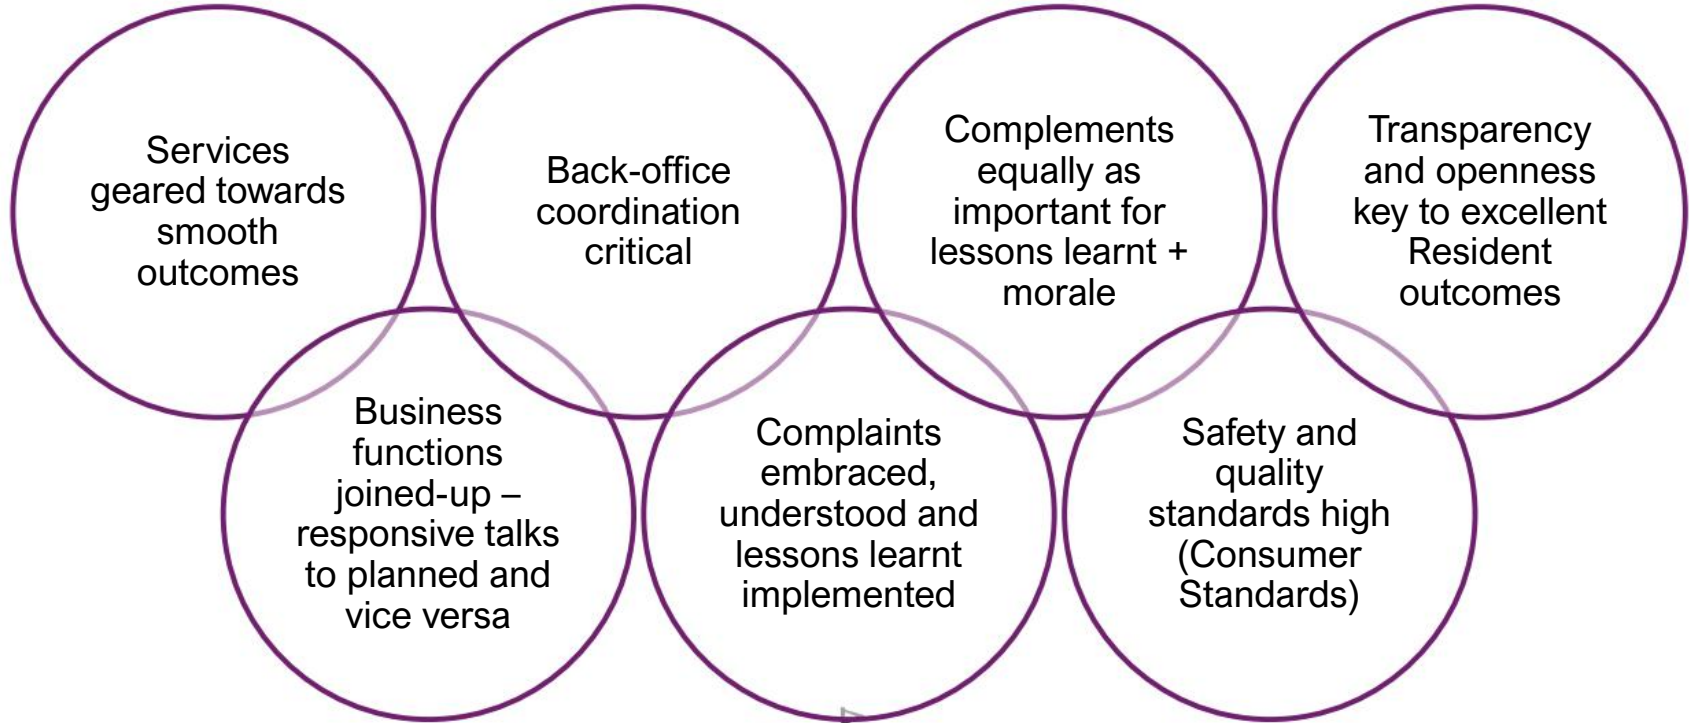 Services
geared towards
smooth
outcomes
Back-office
coordination
critical
Complements
equally as
important for
lessons learnt +
morale
Transparency
and openness
key to excellent
Resident
outcomes
Business
functions
joined-up –
responsive talks
to planned and
vice versa
Complaints
embraced,
understood and
lessons learnt
implemented
Safety and
quality
standards high
(Consumer
Standards)